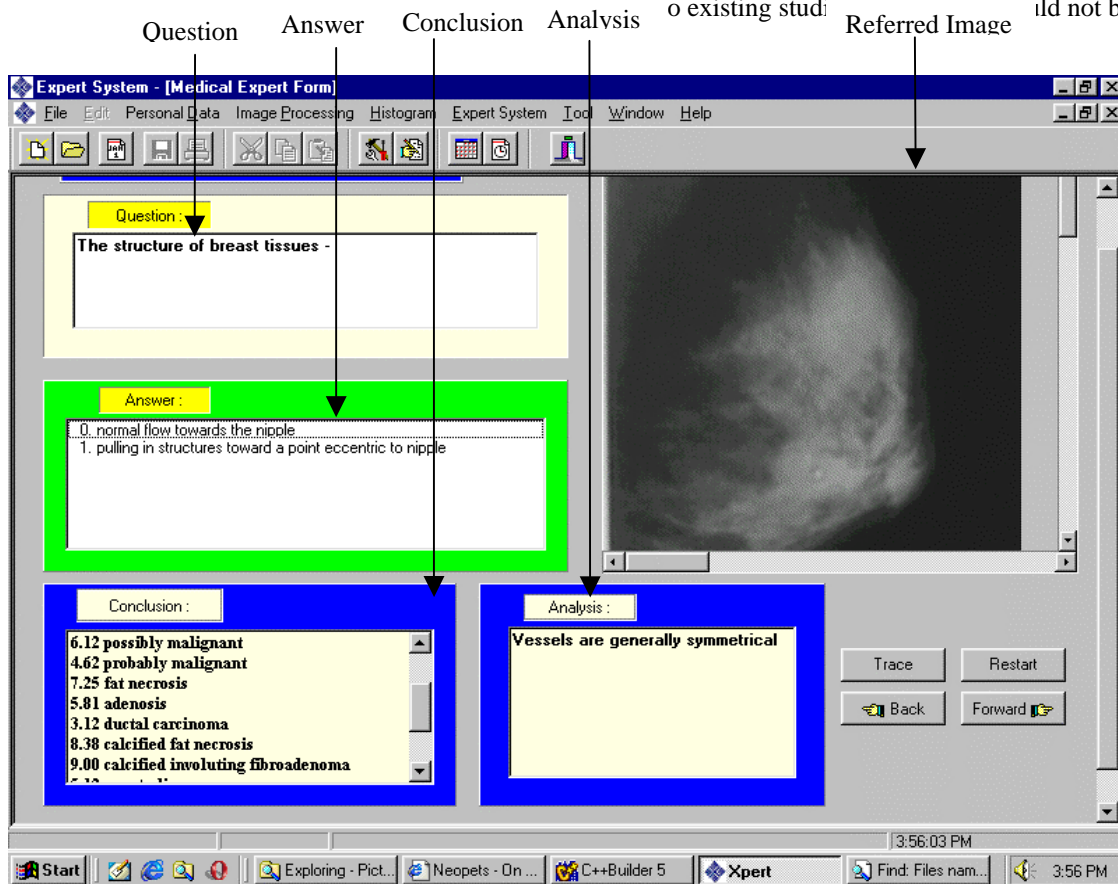 o existing studi
ld not b
Question Answer Conclusion Analysis Referred Image
Expert System - [Medical Expert Form]
File Edit Personal Data Image Processing Histogram Expert System Tool Window Help
Question :
The structure of breast tissues -
Answer :
0. normal flow towards the nipple
1. pulling in structures toward a point eccentric to nipple
Conclusion :
6.12 possibly malignant
4.62 probably malignant
7.25 fat necrosis
5.81 adenosis
3.12 ductal carcinoma
8.38 calcified fat necrosis
9.00 calcified involuting fibroadenoma
Analysis :
Vessels are generally symmetrical
Trace Restart
Back Forward
3:56:03 PM
Start Exploring - Pict... Neopets - On ... C++Builder 5 Xpert Find: Files nam... 3:56 PM